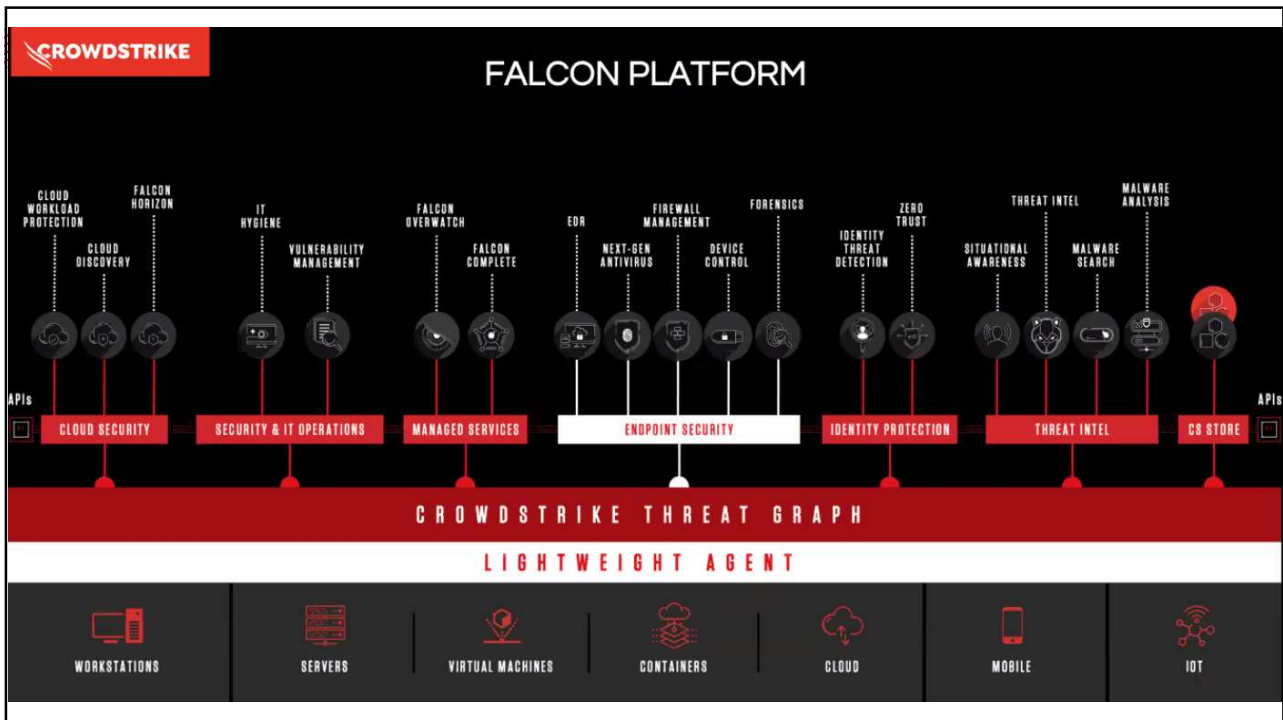 CROWDSTRIKE
FALCON PLATFORM
CLOUD
WORKLOAD
PROTECTION
CLOUD
DISCOVERY
FALCON
HORIZON
IT
HYGIENE
VULNERABILITY
MANAGEMENT
FALCON
OVERWATCH
FALCON
COMPLETE
EDR
NEXT-GEN
ANTIVIRUS
FIREWALL
MANAGEMENT
DEVICE
CONTROL
FORENSICS
IDENTITY
THREAT
DETECTION
ZERO
TRUST
SITUATIONAL
AWARENESS
THREAT INTEL
MALWARE
SEARCH
MALWARE
ANALYSIS
APIs
CLOUD SECURITY
SECURITY & IT OPERATIONS
MANAGED SERVICES
ENDPOINT SECURITY
IDENTITY PROTECTION
THREAT INTEL
CS STORE
APIs
CROWDSTRIKE THREAT GRAPH
LIGHTWEIGHT AGENT
WORKSTATIONS
SERVERS
VIRTUAL MACHINES
CONTAINERS
CLOUD
MOBILE
IOT